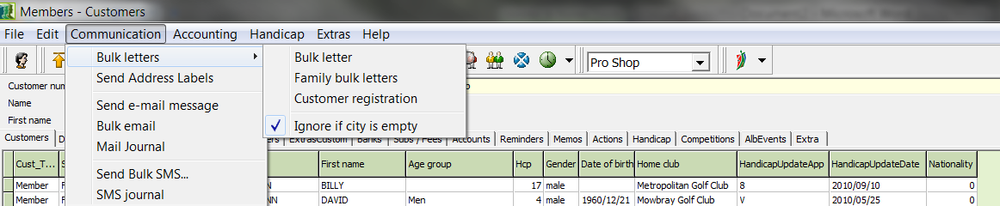 Members - Customers
File Edit Communication Accounting Handicap Extras Help
Bulk letters
Bulk letter
Pro Shop
Send Address Labels
Family bulk letters
Customer num
Send e-mail message
Customer registration
Name
Bulk email
Ignore if city is empty
First name
Mail Journal
Customers ExtrasCustom Banks Subs / Fees Accounts Reminders Memos Actions Handicap Competitions AlbEvents Extra
Send Bulk SMS...
SMS journal
Cust_T... First name Age group Hcp Gender Date of birth Home club HandicapUpdateApp HandicapUpdateDate Nationality
Member BILLY 17 male Metropolitan Golf Club 8 2010/09/10 0
Member DAVID Men 4 male 1960/12/21 Mowbray Golf Club V 2010/05/25 0